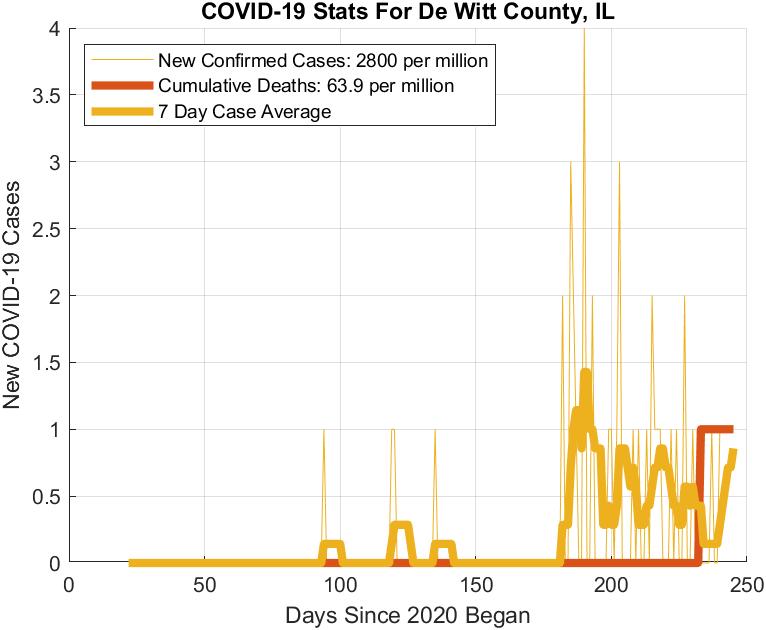 COVID-19 Stats For De Witt County, IL
New Confirmed Cases: 2800 per million
Cumulative Deaths: 63.9 per million
7 Day Case Average
New COVID-19 Cases
4
3.5
3
2.5
2
1.5
1
0.5
0
0 50 100 150 200 250
Days Since 2020 Began